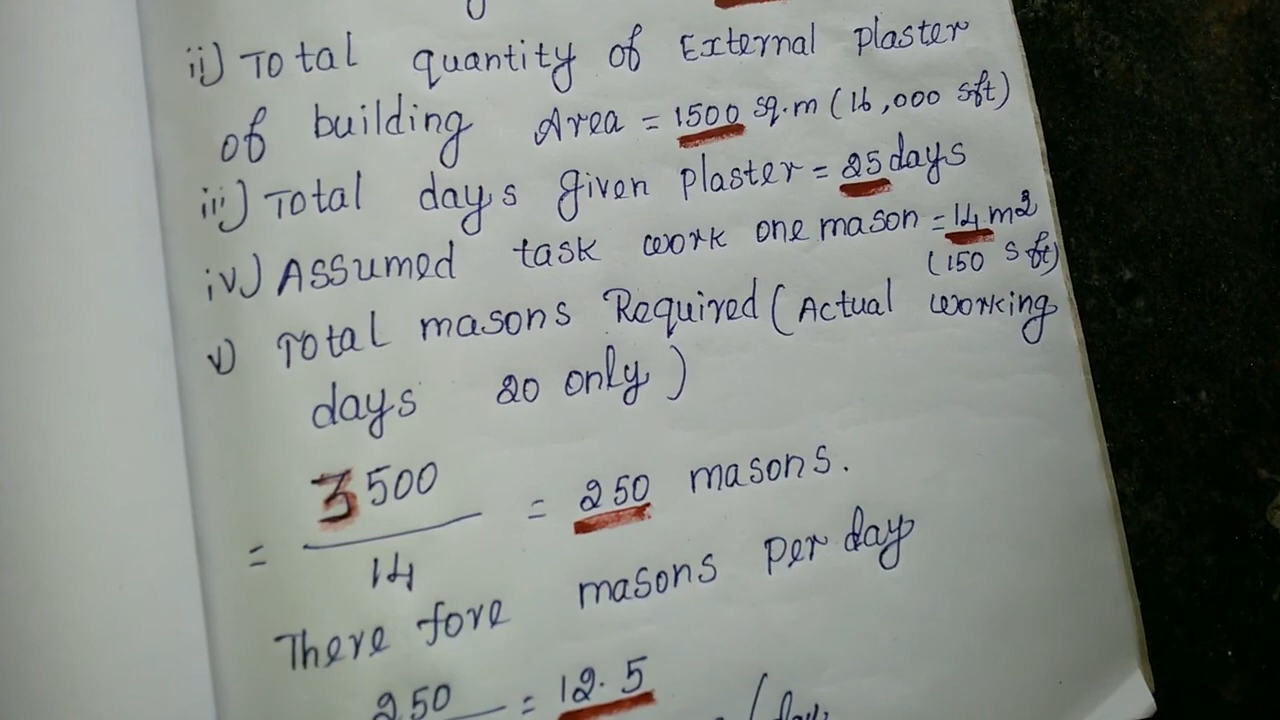 ii) Total quantity of External plaster
of building Area = 1500 sq.m (16,000 sft)
iii) Total days given plaster = 25 days
iv) Assumed task work one mason = 14 m2
(150 sft)
v) Total masons Required (Actual working
days 20 only)
= 3500 / 14 = 250 masons.
There fore masons per day
250 = 12.5 / day